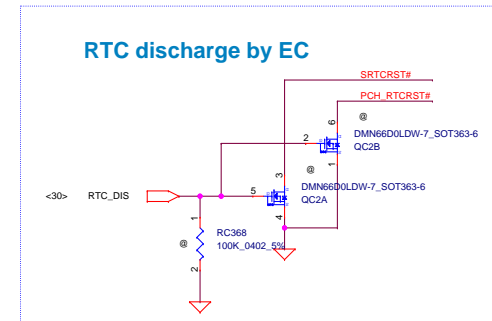 RTC discharge by EC
SRTCRST#
PCH_RTCRST#
@
6
2
DMN66D0LDW-7_SOT363-6
QC2B
1
@
3
DMN66D0LDW-7_SOT363-6
<30> RTC_DIS
5
QC2A
4
1
RC368
@
100K_0402_5%
2